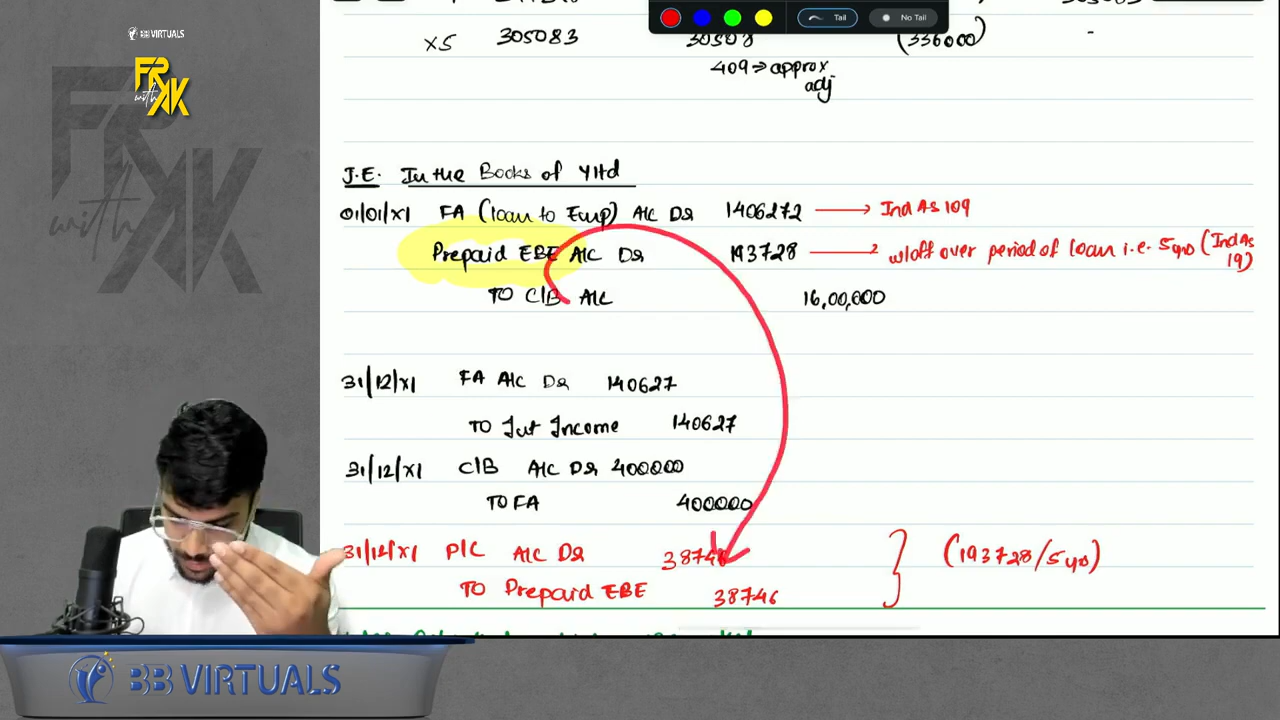 BB VIRTUALS
FR
with
AK
Tail
No Tail
x5 305083 30508 (336000) -
409 ⇒ approx
adj
J.E. In the Books of Y ltd
01/01/x1 FA (loan to Emp) A/C Dr 1406272 → Ind AS 109
Prepaid EBE A/C Dr 193728 → w/off over period of loan i.e. 5 yrs (Ind AS 19)
TO C/B A/C 16,00,000
31/12/x1 FA A/C Dr 140627
TO Int Income 140627
31/12/x1 C/B A/C Dr 400000
TO FA 400000
31/12/x1 P/L A/C Dr 38746 } (193728/5 yrs)
TO Prepaid EBE 38746
BB VIRTUALS